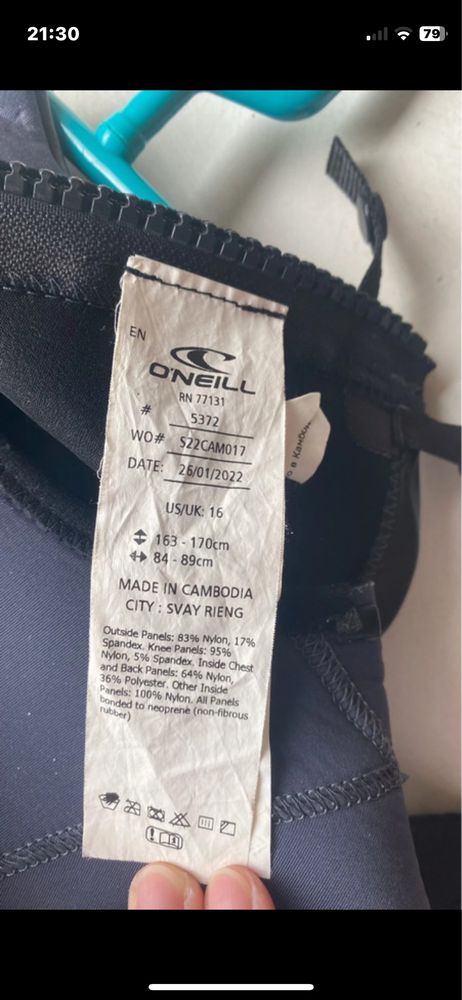 21:30
79
EN
O'NEILL
RN 77131
# 5372
WO# S22CAM017
DATE: 26/01/2022
US/UK: 16
163 - 170cm
84 - 89cm
MADE IN CAMBODIA
CITY : SVAY RIENG
Outside Panels: 83% Nylon, 17%
Spandex. Knee Panels: 95%
Nylon, 5% Spandex. Inside Chest
and Back Panels: 64% Nylon,
36% Polyester. Other Inside
Panels: 100% Nylon. All Panels
bonded to neoprene (non-fibrous
rubber)